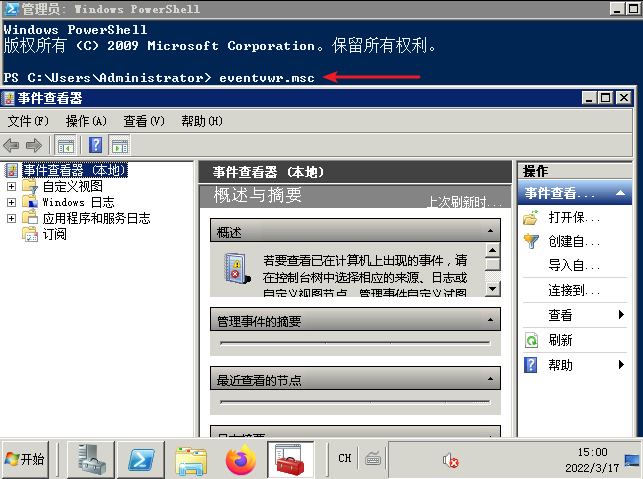 管理员: Windows PowerShell
Windows PowerShell
版权所有 (C) 2009 Microsoft Corporation。保留所有权利。
PS C:\Users\Administrator> eventvwr.msc
事件查看器
文件(F) 操作(A) 查看(V) 帮助(H)
事件查看器 (本地)
自定义视图
Windows 日志
应用程序和服务日志
订阅
事件查看器 (本地)
概述与摘要 上次刷新时...
概述
若要查看已在计算机上出现的事件，请
在控制台树中选择相应的来源、日志或
自定义视图节点。管理事件自定义试图
管理事件的摘要
最近查看的节点
日志摘要
操作
事件查看...
打开保...
创建自...
导入自...
连接到...
查看
刷新
帮助
开始
CH
15:00
2022/3/17